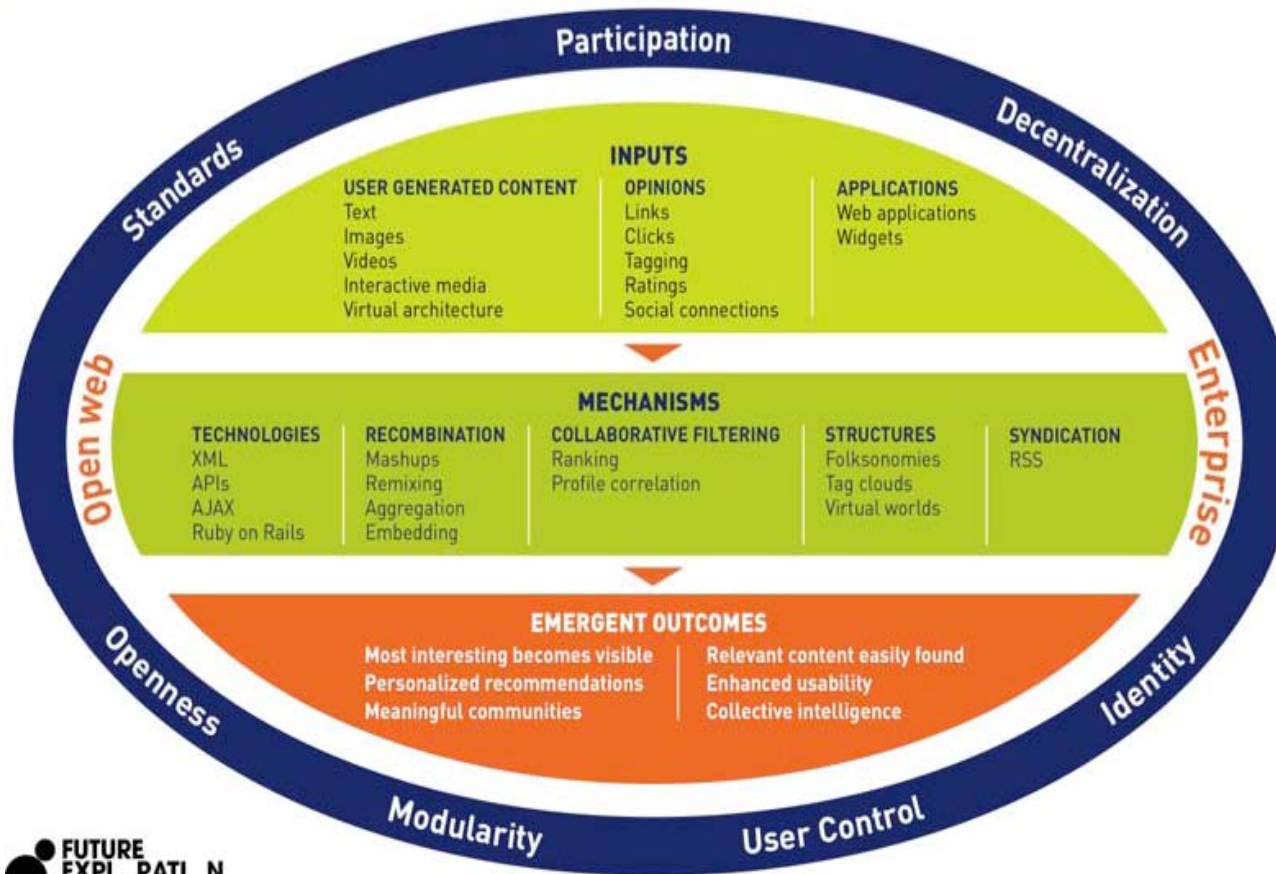 Participation
Standards
Decentralization
INPUTS
USER GENERATED CONTENT
Text
Images
Videos
Interactive media
Virtual architecture
OPINIONS
Links
Clicks
Tagging
Ratings
Social connections
APPLICATIONS
Web applications
Widgets
Open web
Enterprise
MECHANISMS
TECHNOLOGIES
XML
APIs
AJAX
Ruby on Rails
RECOMBINATION
Mashups
Remixing
Aggregation
Embedding
COLLABORATIVE FILTERING
Ranking
Profile correlation
STRUCTURES
Folksonomies
Tag clouds
Virtual worlds
SYNDICATION
RSS
EMERGENT OUTCOMES
Most interesting becomes visible
Personalized recommendations
Meaningful communities
Relevant content easily found
Enhanced usability
Collective intelligence
Openness
Identity
Modularity
User Control
FUTURE